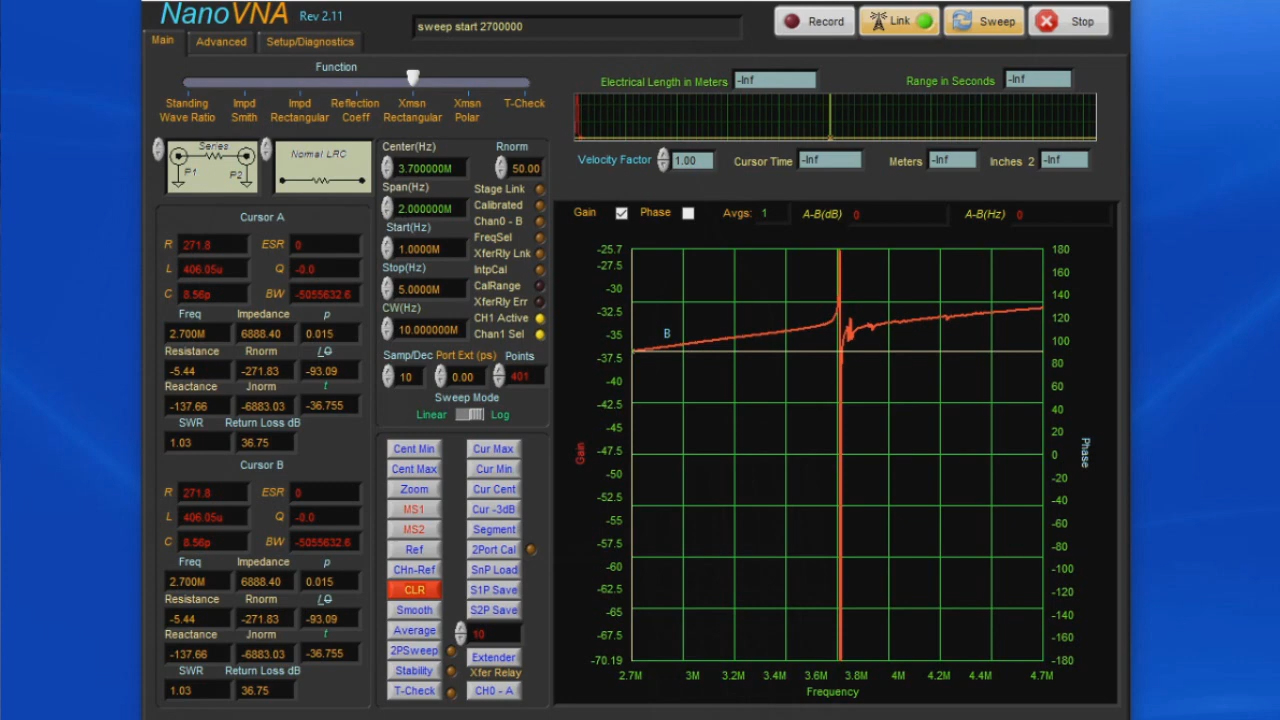 NanoVNA Rev 2.11
sweep start 2700000
Record Link Sweep Stop
Main Advanced Setup/Diagnostics
Function
Standing Wave Ratio
Impd Smith
Impd Rectangular
Reflection Coeff
Xmsn Rectangular
Xmsn Polar
T-Check
Electrical Length in Meters -Inf
Range in Seconds -Inf
Velocity Factor 1.00 Cursor Time -Inf Meters -Inf Inches 2 -Inf
Series
P1 P2
Normal LRC
Center(Hz)
3.700000M
Span(Hz)
2.000000M
Start(Hz)
1.0000M
Stop(Hz)
5.0000M
CW(Hz)
10.000000M
Rnorm
50.00
Stage Link
Calibrated
Chan0 - B
FreqSel
XferRly Lnk
IntpCal
CalRange
XferRly Err
CH1 Active
Chan1 Sel
Samp/Dec Port Ext (ps) Points
10 0.00 401
Sweep Mode
Linear Log
Cursor A
R 271.8 ESR 0
L 406.05u Q -0.0
C 8.56p BW -5055632.6
Freq Impedance p
2.700M 6888.40 0.015
Resistance Rnorm /Θ
-5.44 -271.83 -93.09
Reactance Jnorm t
-137.66 -6883.03 -36.755
SWR Return Loss dB
1.03 36.75
Cursor B
R 271.8 ESR 0
L 406.05u Q -0.0
C 8.56p BW -5055632.6
Freq Impedance p
2.700M 6888.40 0.015
Resistance Rnorm /Θ
-5.44 -271.83 -93.09
Reactance Jnorm t
-137.66 -6883.03 -36.755
SWR Return Loss dB
1.03 36.75
Cent Min Cur Max
Cent Max Cur Min
Zoom Cur Cent
MS1 Cur -3dB
MS2 Segment
Ref 2Port Cal
CHn-Ref SnP Load
CLR S1P Save
Smooth S2P Save
Average 10
2PSweep Extender
Stability Xfer Relay
T-Check CH0 - A
Gain Phase Avgs: 1 A-B(dB) 0 A-B(Hz) 0
-25.7
-27.5
-30
-32.5
-35
-37.5
-40
-42.5
-45
-47.5
-50
-52.5
-55
-57.5
-60
-62.5
-65
-67.5
-70.19
Gain
B
180
160
140
120
100
80
60
40
20
0
-20
-40
-60
-80
-100
-120
-140
-160
-180
Phase
2.7M 3M 3.2M 3.4M 3.6M 3.8M 4M 4.2M 4.4M 4.7M
Frequency